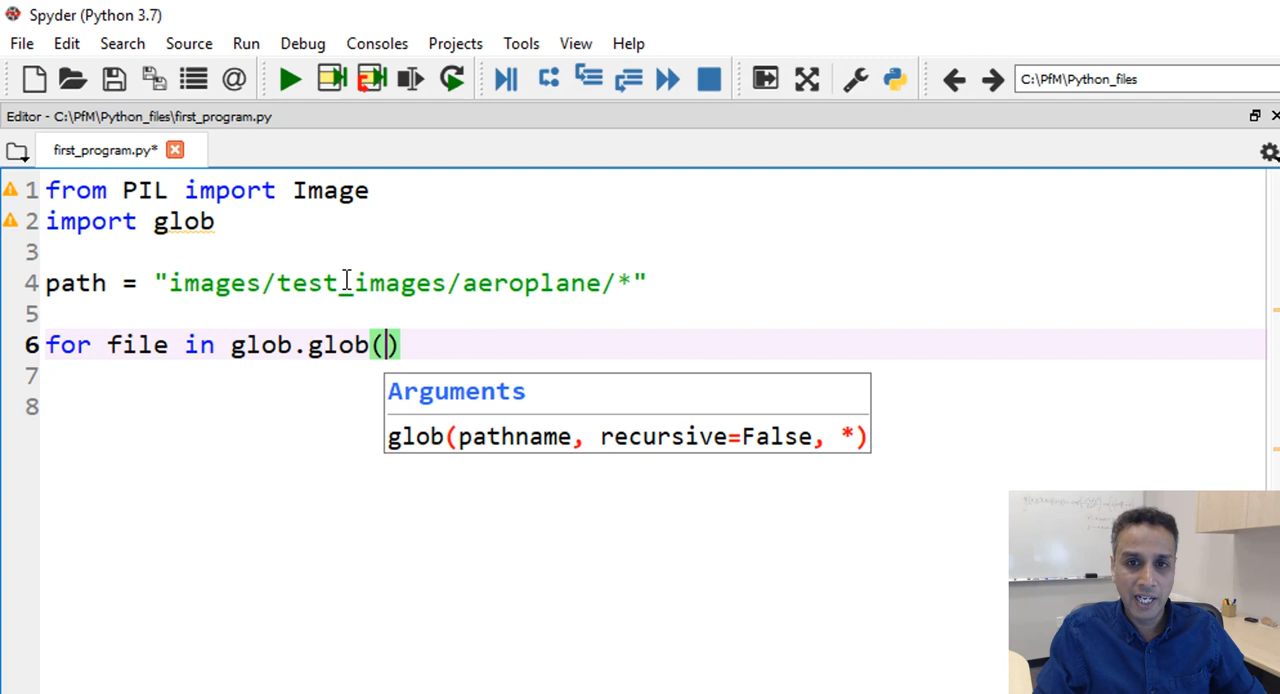 Spyder (Python 3.7)
File Edit Search Source Run Debug Consoles Projects Tools View Help
C:\PfM\Python_files
Editor - C:\PfM\Python_files\first_program.py
first_program.py*
1 from PIL import Image
2 import glob
3
4 path = "images/test_images/aeroplane/*"
5
6 for file in glob.glob()
7
8
Arguments
glob(pathname, recursive=False, *)